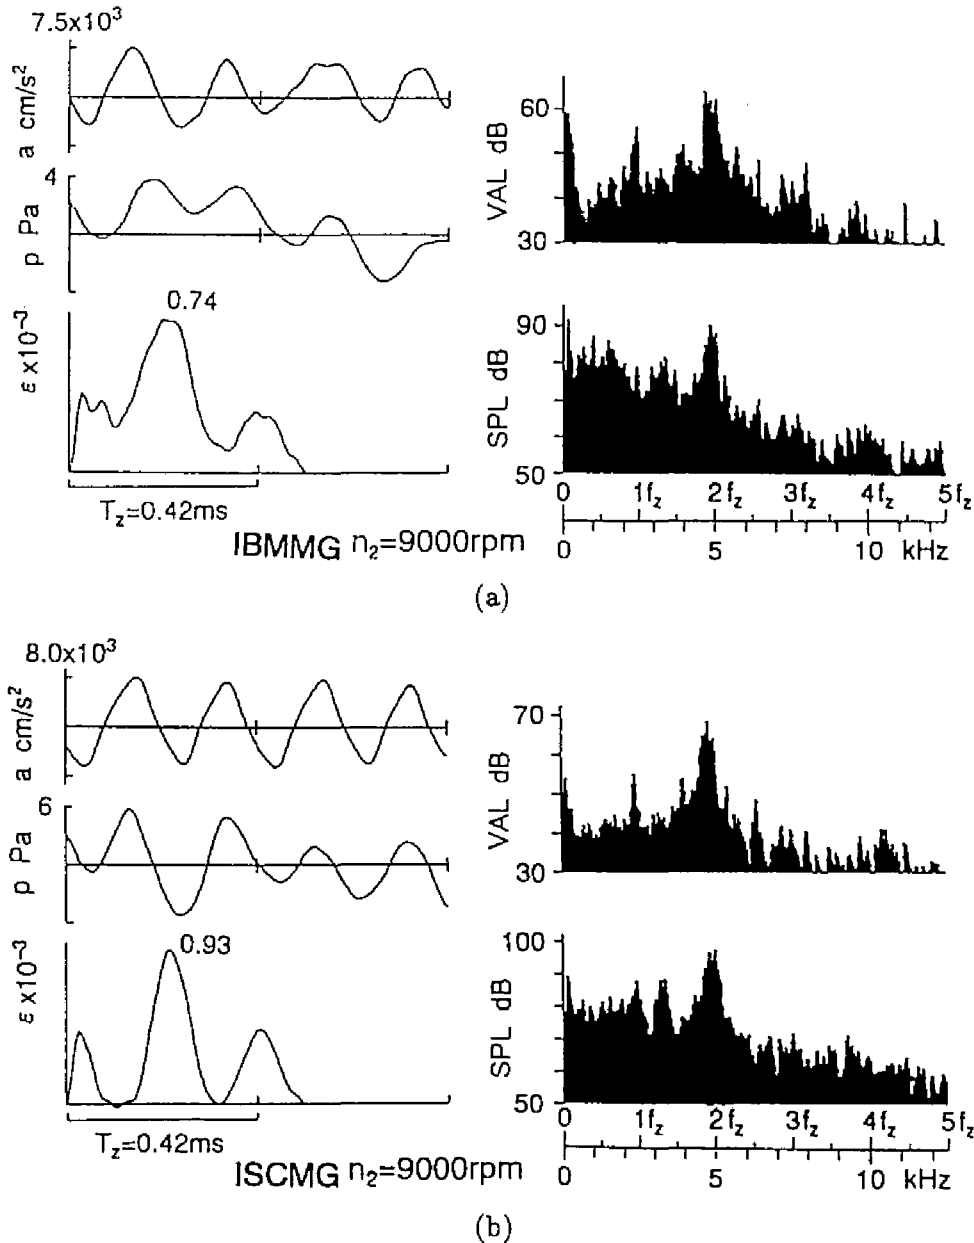 7.5x10³
a cm/s²
4
p Pa
ε x10⁻³
0.74
T_z=0.42ms
60
VAL dB
30
90
SPL dB
50
0 1f_z 2f_z 3f_z 4f_z 5f_z
0 5 10 kHz
IBMMG n₂=9000rpm
(a)
8.0x10³
a cm/s²
6
p Pa
ε x10⁻³
0.93
T_z=0.42ms
70
VAL dB
30
100
SPL dB
50
0 1f_z 2f_z 3f_z 4f_z 5f_z
0 5 10 kHz
ISCMG n₂=9000rpm
(b)